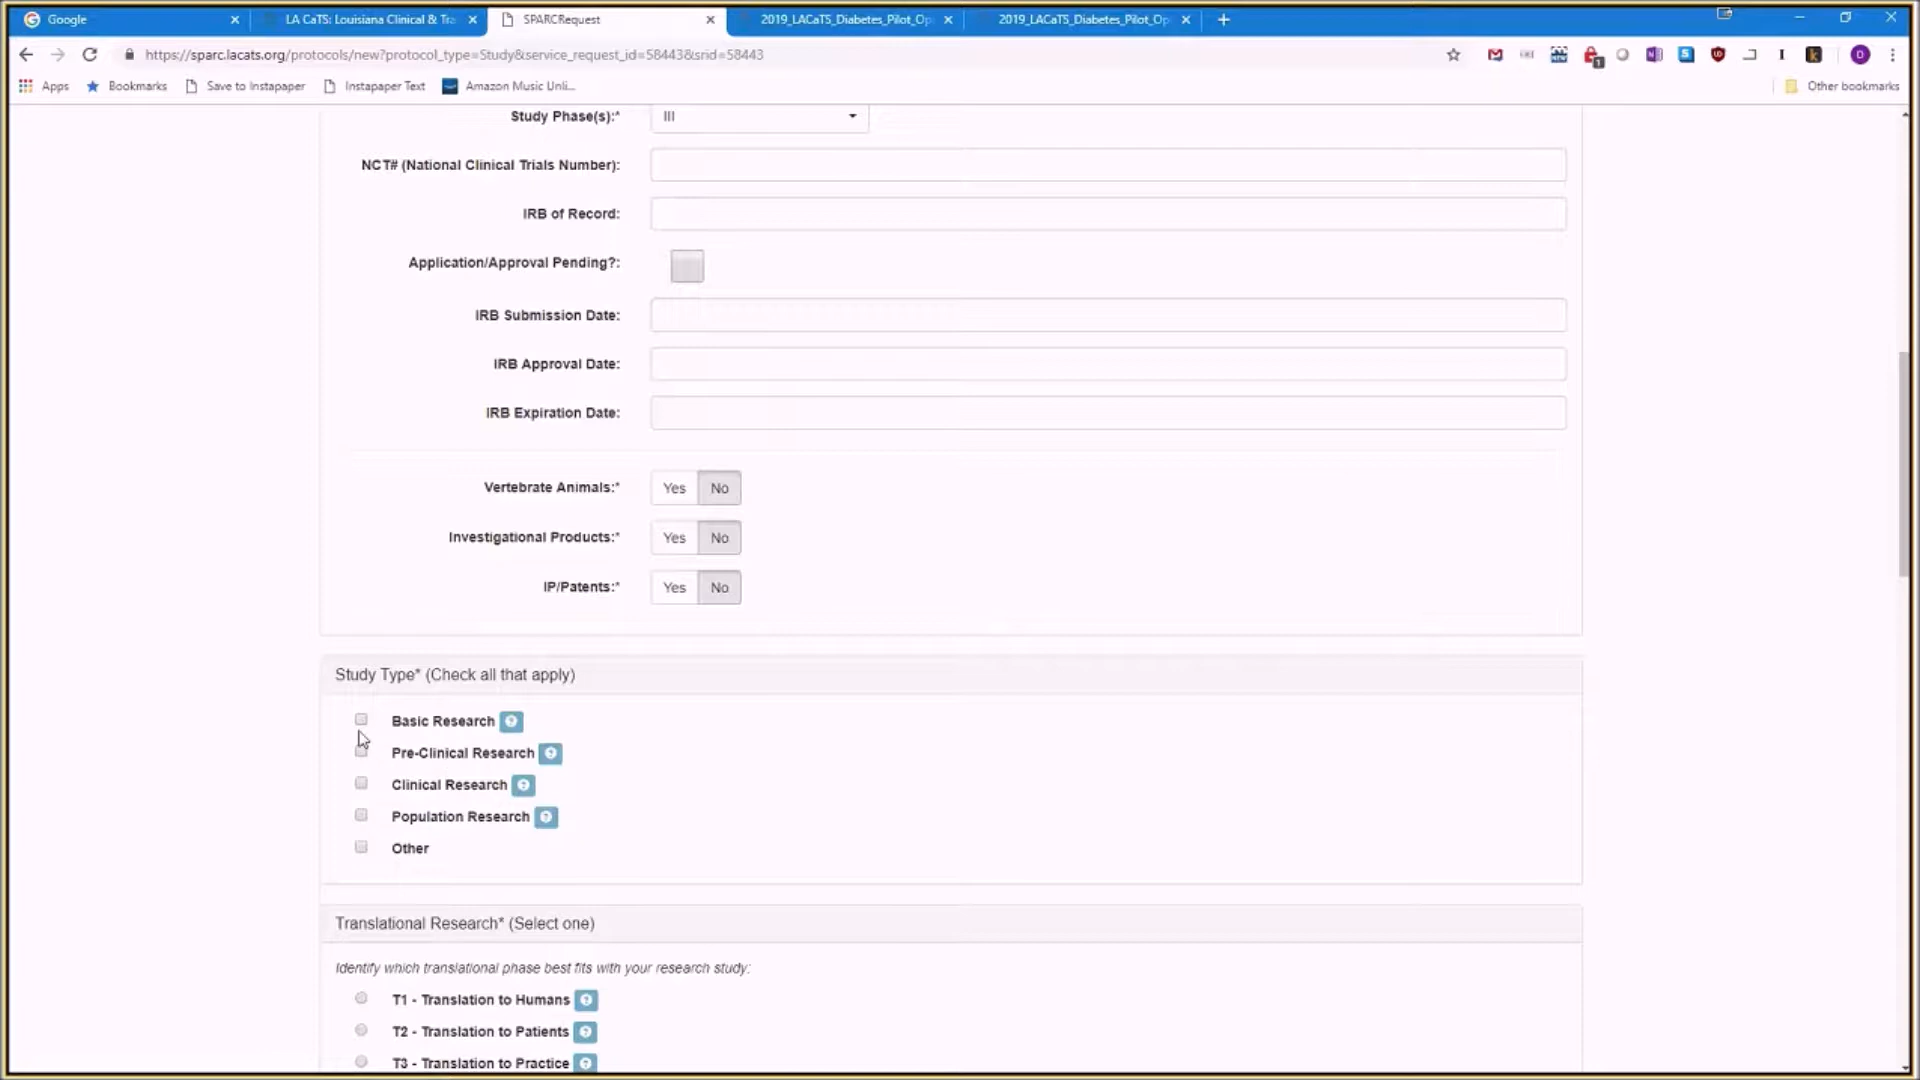 Google
LA CaTS: Louisiana Clinical & Tra
SPARCRequest
2019_LACaTS_Diabetes_Pilot_Op
2019_LACaTS_Diabetes_Pilot_Op
https://sparc.lacats.org/protocols/new?protocol_type=Study&service_request_id=58443&srid=58443
1
D
Apps
Bookmarks
Save to Instapaper
Instapaper Text
Amazon Music Unli...
Other bookmarks
Study Phase(s):* III
NCT# (National Clinical Trials Number):
IRB of Record:
Application/Approval Pending?:
IRB Submission Date:
IRB Approval Date:
IRB Expiration Date:
Vertebrate Animals:* Yes No
Investigational Products:* Yes No
IP/Patents:* Yes No
Study Type* (Check all that apply)
Basic Research ?
Pre-Clinical Research ?
Clinical Research ?
Population Research ?
Other
Translational Research* (Select one)
Identify which translational phase best fits with your research study:
T1 - Translation to Humans ?
T2 - Translation to Patients ?
T3 - Translation to Practice ?